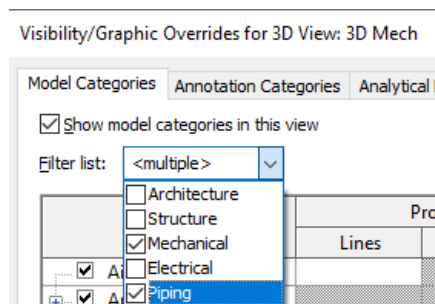 Visibility/Graphic Overrides for 3D View: 3D Mech
Model Categories Annotation Categories Analytical
Show model categories in this view
Filter list: <multiple>
Architecture
Structure
Mechanical
Electrical
Piping
Lines